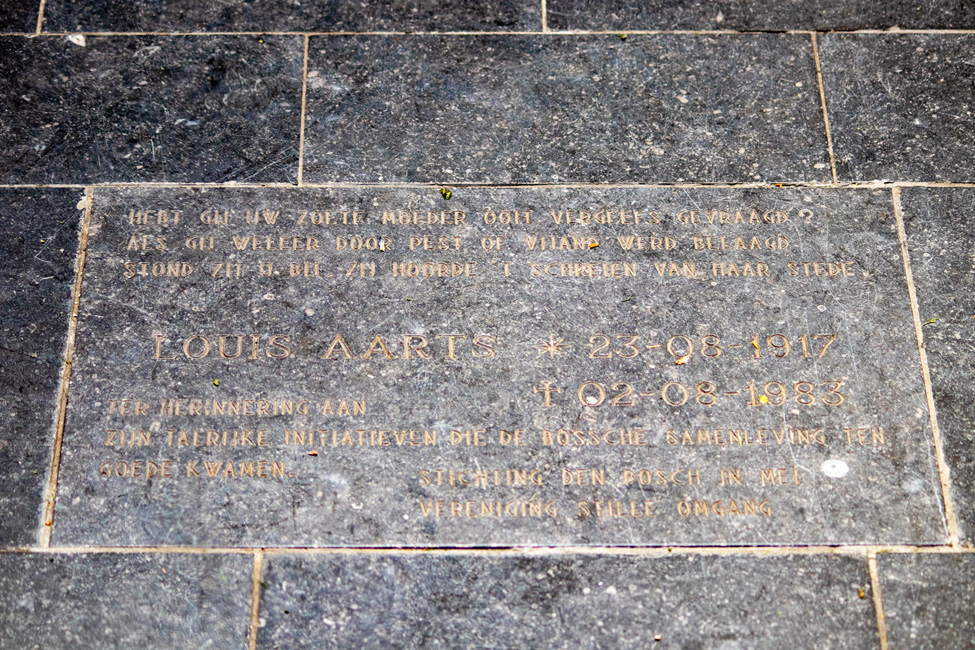 HEBT GIJ UW ZOETE MOEDER OOIT VERGEEFS GEVRAAGD?
ALS GIJ WELEER DOOR PEST OF VIJAND WERD BELAAGD
STOND ZIJ U BIJ. ZIJ HOORDE 'T SCHREIEN VAN HAAR STEDE.
LOUIS AARTS * 23-08-1917
† 02-08-1983
TER HERINNERING AAN
ZIJN TALRIJKE INITIATIEVEN DIE DE BOSSCHE SAMENLEVING TEN
GOEDE KWAMEN.
STICHTING DEN BOSCH IN MEI
VERENIGING STILLE OMGANG